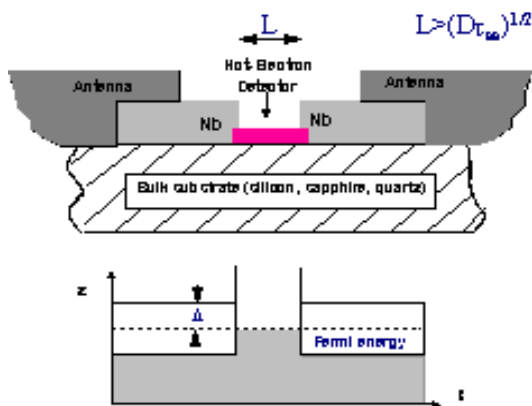 L
L>(Dτee)^1/2
Hot-Electron
Detector
Antenna
Antenna
Nb
Nb
Bulk substrate (silicon, sapphire, quartz)
Δ
Fermi energy